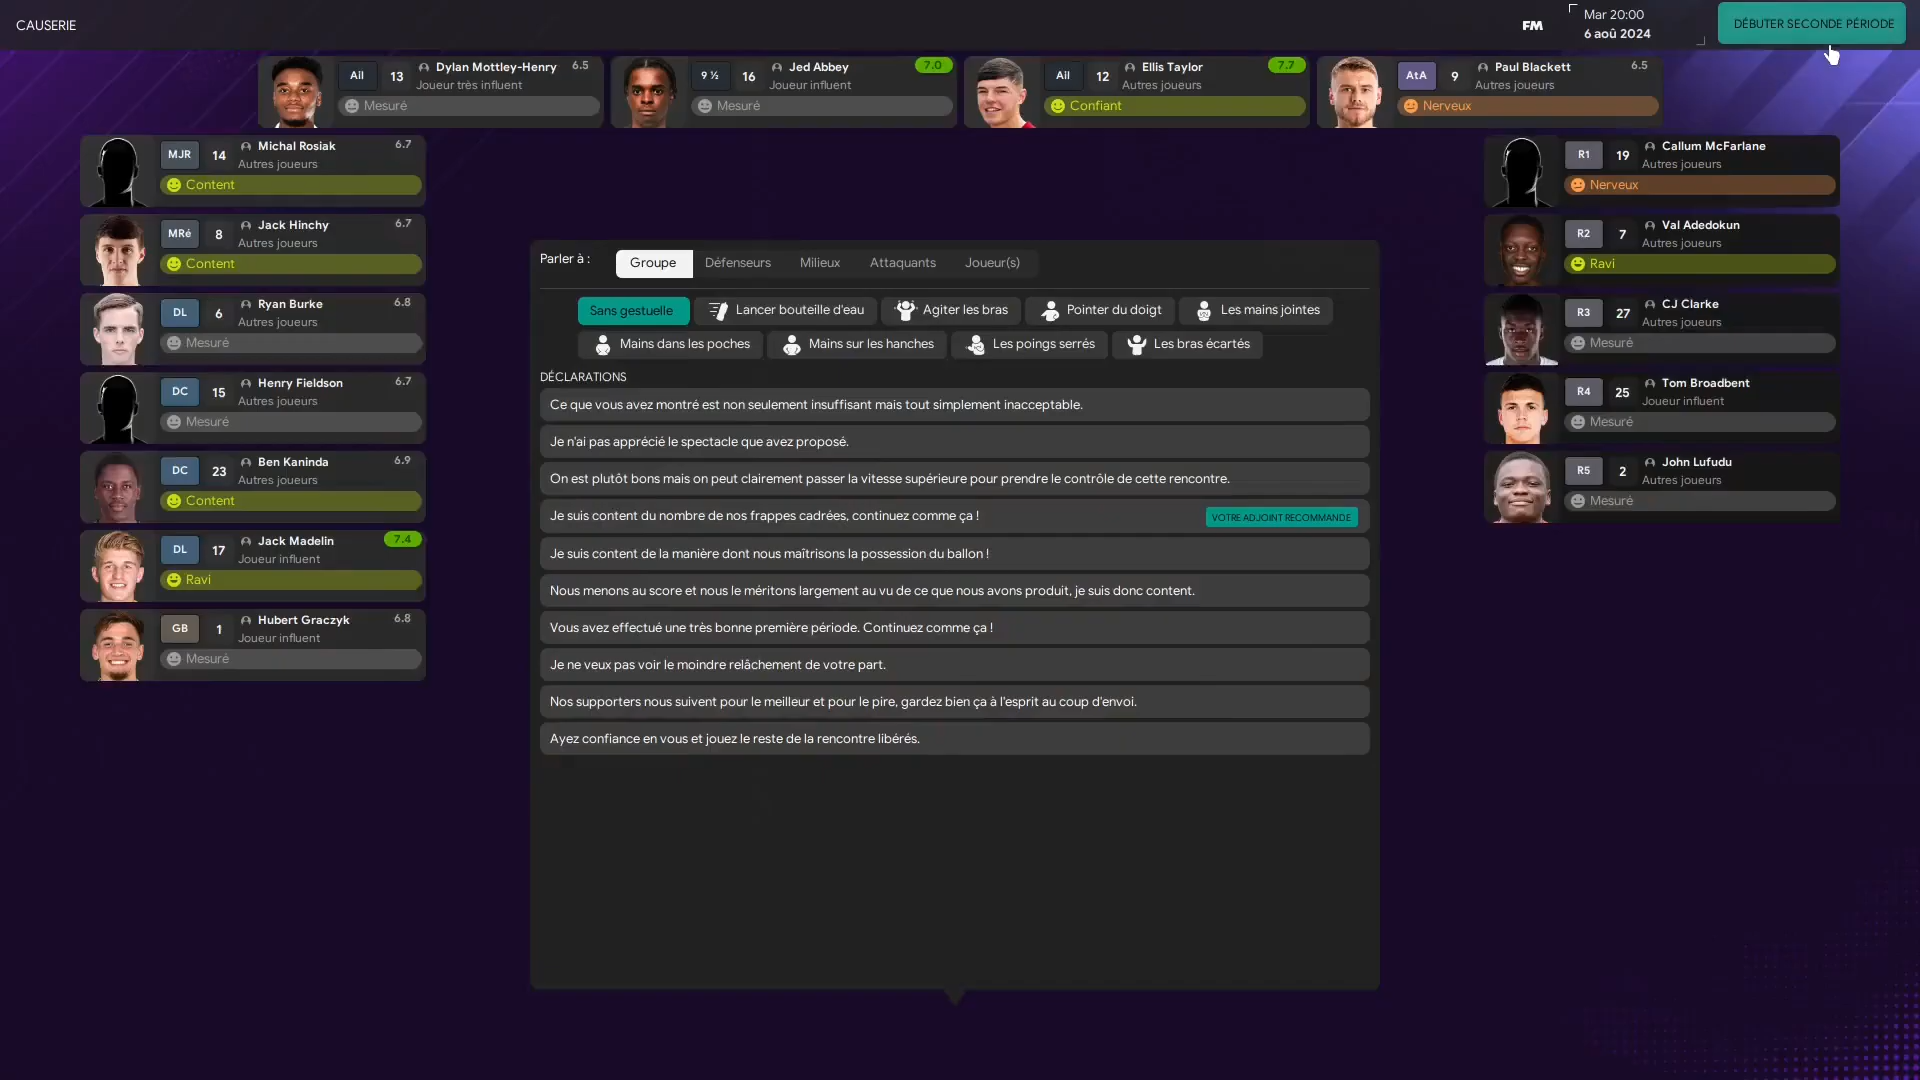 CAUSERIE
FM
Mar 20:00
6 aoû 2024
DÉBUTER SECONDE PÉRIODE
Ail 13 Dylan Mottley-Henry 6.5
Joueur très influent
Mesuré
9 ½ 16 Jed Abbey 7.0
Joueur influent
Mesuré
Ail 12 Ellis Taylor 7.7
Autres joueurs
Confiant
AtA 9 Paul Blackett 6.5
Autres joueurs
Nerveux
MJR 14 Michal Rosiak 6.7
Autres joueurs
Content
MRé 8 Jack Hinchy 6.7
Autres joueurs
Content
DL 6 Ryan Burke 6.8
Autres joueurs
Mesuré
DC 15 Henry Fieldson 6.7
Autres joueurs
Mesuré
DC 23 Ben Kaninda 6.9
Autres joueurs
Content
DL 17 Jack Madelin 7.4
Joueur influent
Ravi
GB 1 Hubert Graczyk 6.8
Joueur influent
Mesuré
Parler à : Groupe Défenseurs Milieux Attaquants Joueur(s)
Sans gestuelle Lancer bouteille d'eau Agiter les bras Pointer du doigt Les mains jointes
Mains dans les poches Mains sur les hanches Les poings serrés Les bras écartés
DÉCLARATIONS
Ce que vous avez montré est non seulement insuffisant mais tout simplement inacceptable.
Je n'ai pas apprécié le spectacle que avez proposé.
On est plutôt bons mais on peut clairement passer la vitesse supérieure pour prendre le contrôle de cette rencontre.
Je suis content du nombre de nos frappes cadrées, continuez comme ça ! VOTRE ADJOINT RECOMMANDE
Je suis content de la manière dont nous maîtrisons la possession du ballon !
Nous menons au score et nous le méritons largement au vu de ce que nous avons produit, je suis donc content.
Vous avez effectué une très bonne première période. Continuez comme ça !
Je ne veux pas voir le moindre relâchement de votre part.
Nos supporters nous suivent pour le meilleur et pour le pire, gardez bien ça à l'esprit au coup d'envoi.
Ayez confiance en vous et jouez le reste de la rencontre libérés.
R1 19 Callum McFarlane
Autres joueurs
Nerveux
R2 7 Val Adedokun
Autres joueurs
Ravi
R3 27 CJ Clarke
Autres joueurs
Mesuré
R4 25 Tom Broadbent
Joueur influent
Mesuré
R5 2 John Lufudu
Autres joueurs
Mesuré